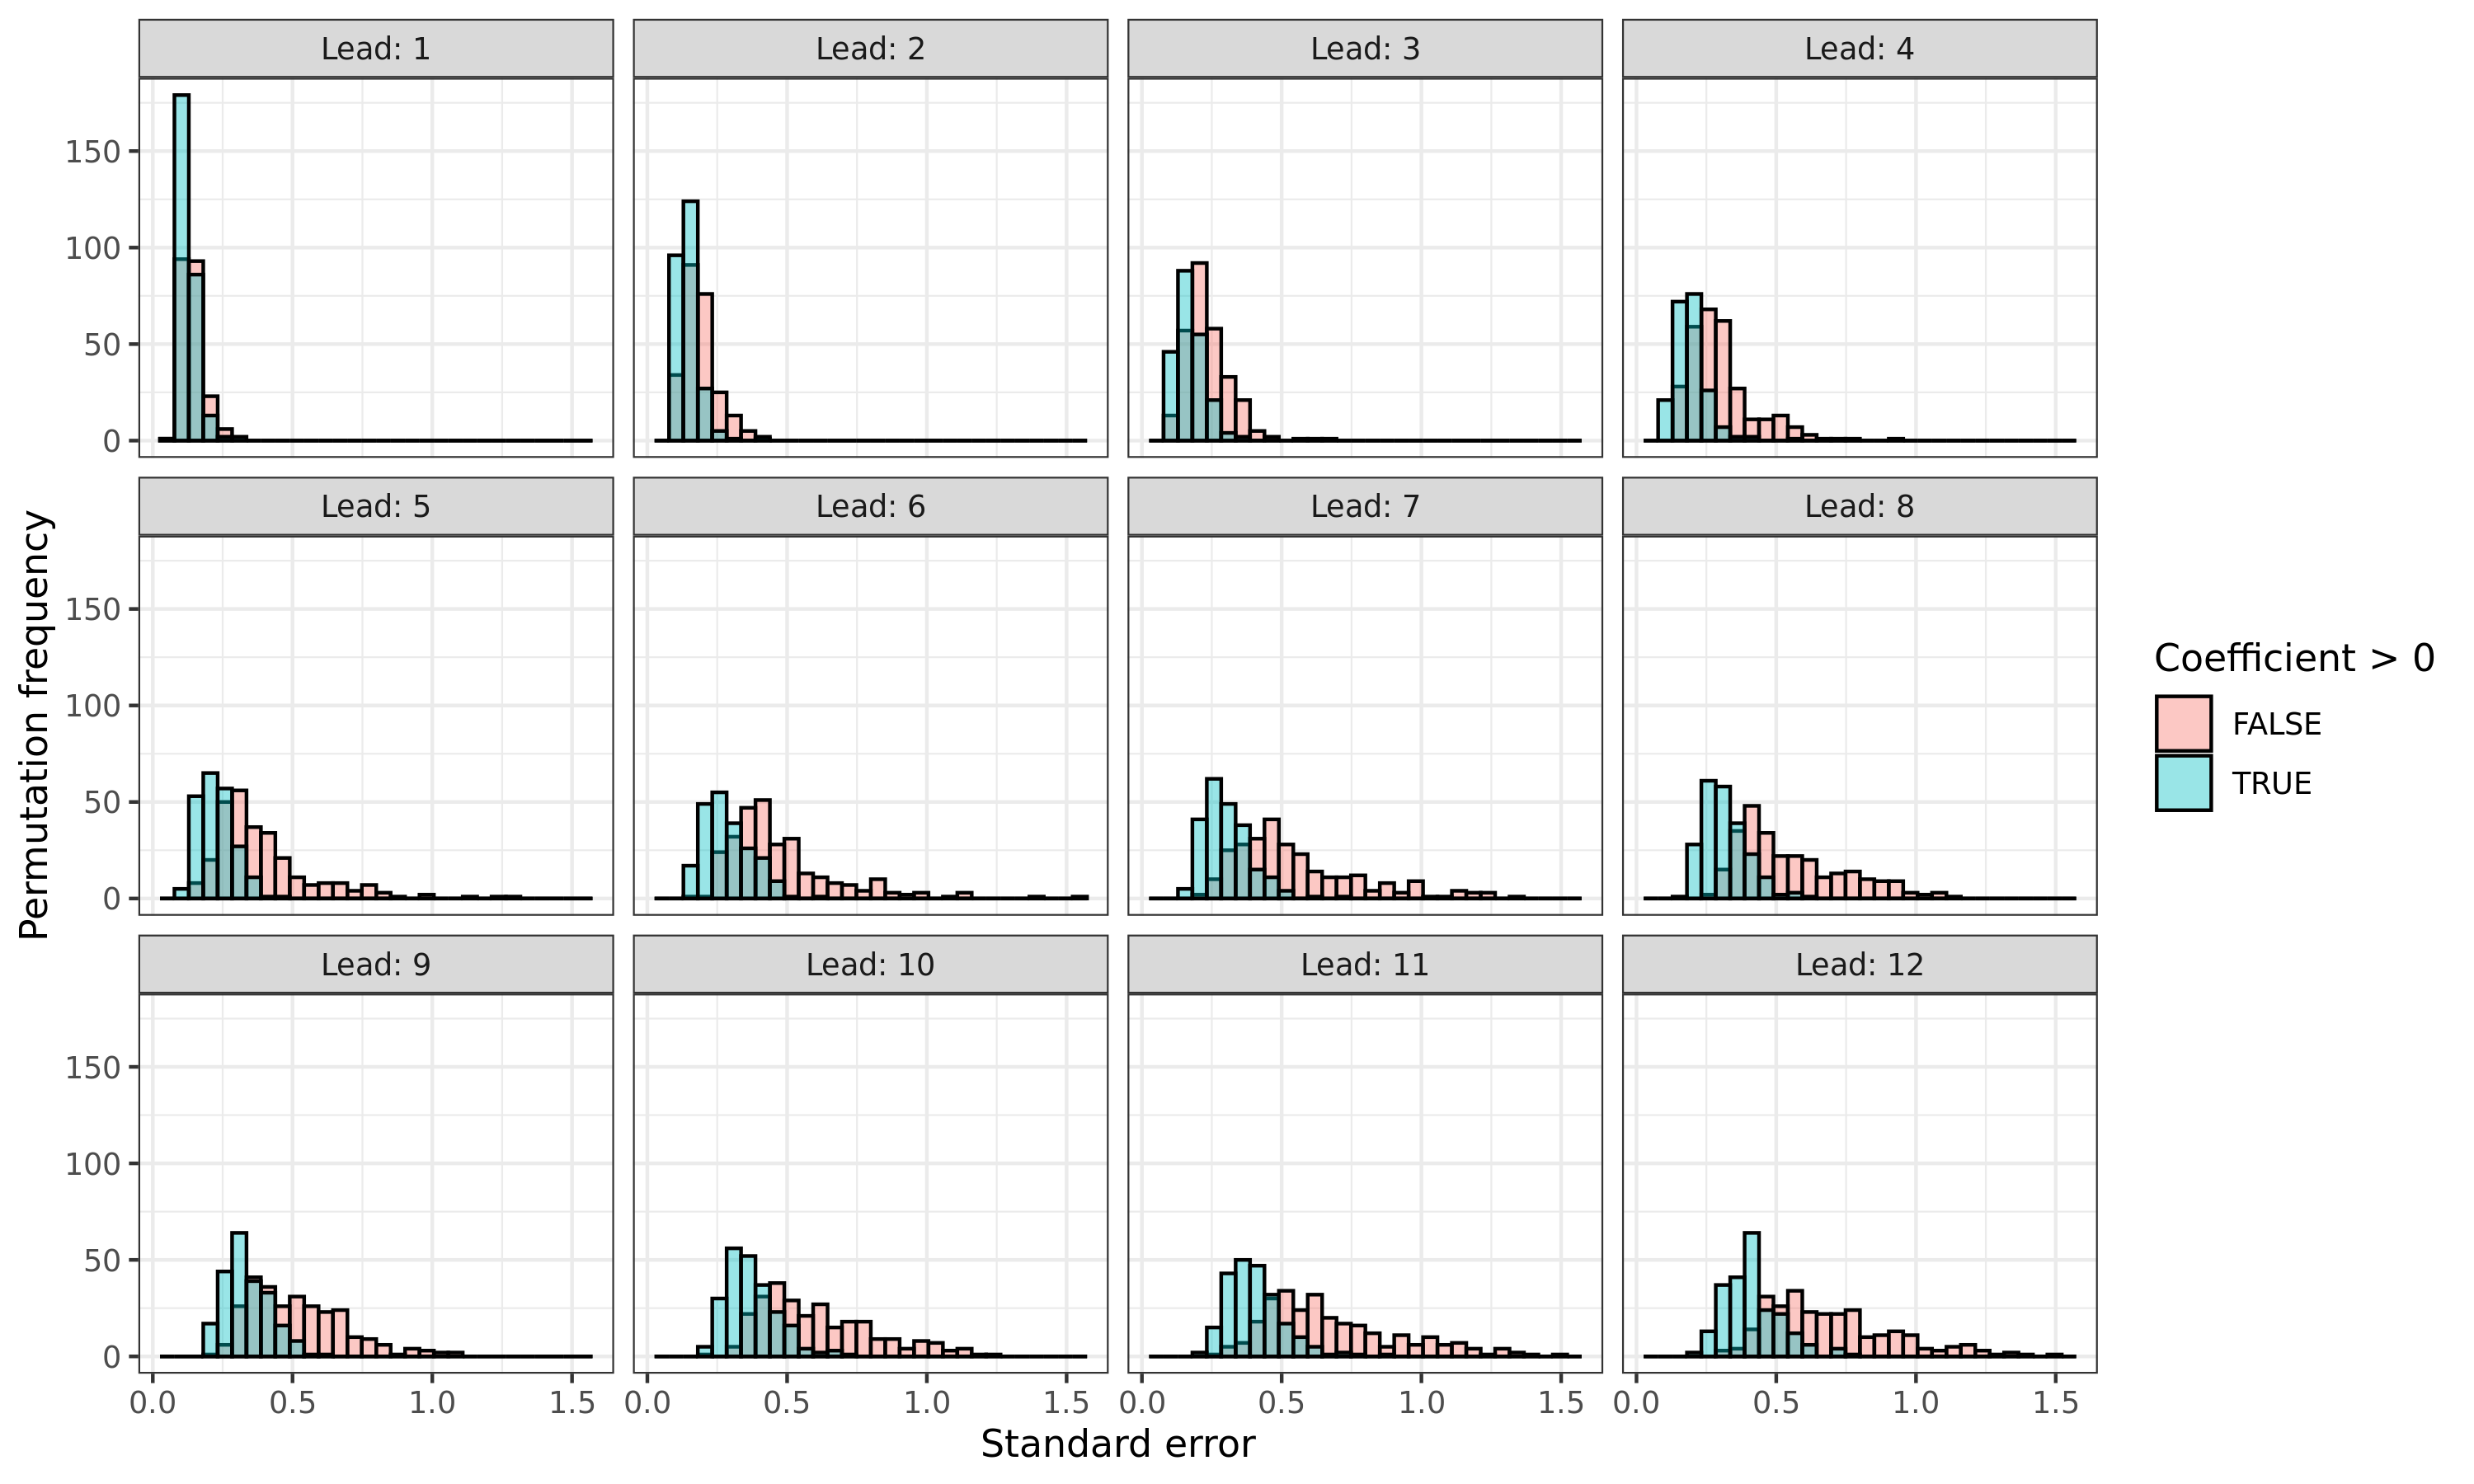 Lead: 1
Lead: 2
Lead: 3
Lead: 4
150
100
50
0
Lead: 5
Lead: 6
Lead: 7
Lead: 8
150
100
50
0
Lead: 9
Lead: 10
Lead: 11
Lead: 12
150
100
50
0
0.0 0.5 1.0 1.5
0.0 0.5 1.0 1.5
0.0 0.5 1.0 1.5
0.0 0.5 1.0 1.5
Standard error
Permutation frequency
Coefficient > 0
FALSE
TRUE